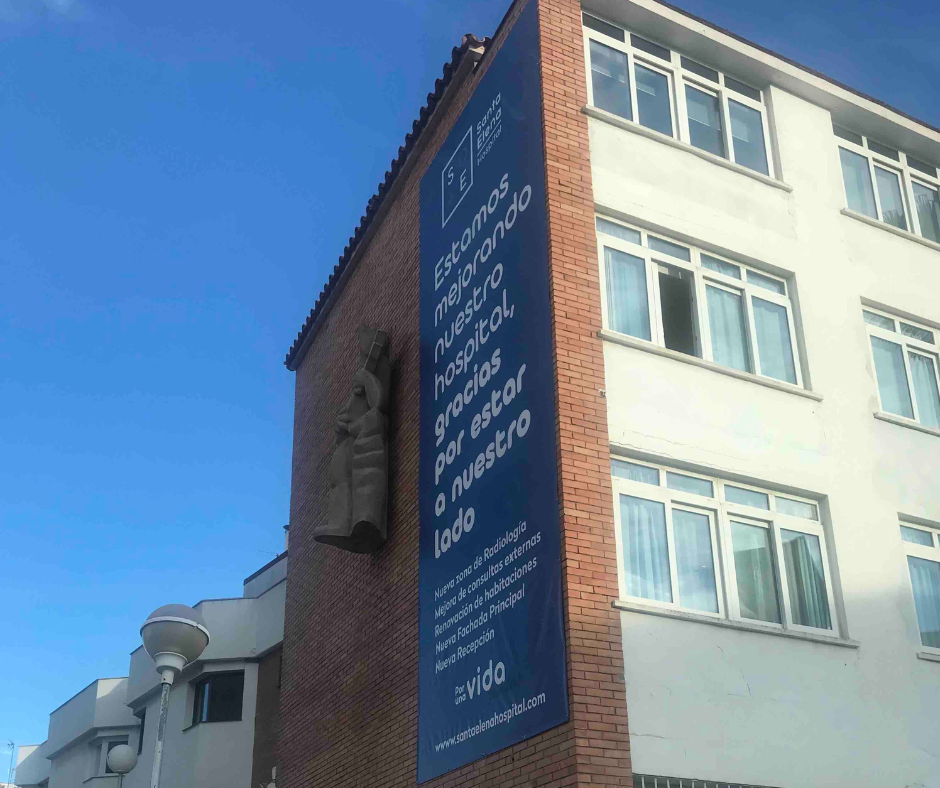 S
E
Santa
Elena
Hospital
Estamos
mejorando
nuestro
hospital,
gracias
por estar
a nuestro
lado
Nueva zona de Radiología
Mejora de consultas externas
Renovación de habitaciones
Nueva Fachada Principal
Nueva Recepción
Por
una vida
www.santaelenahospital.com